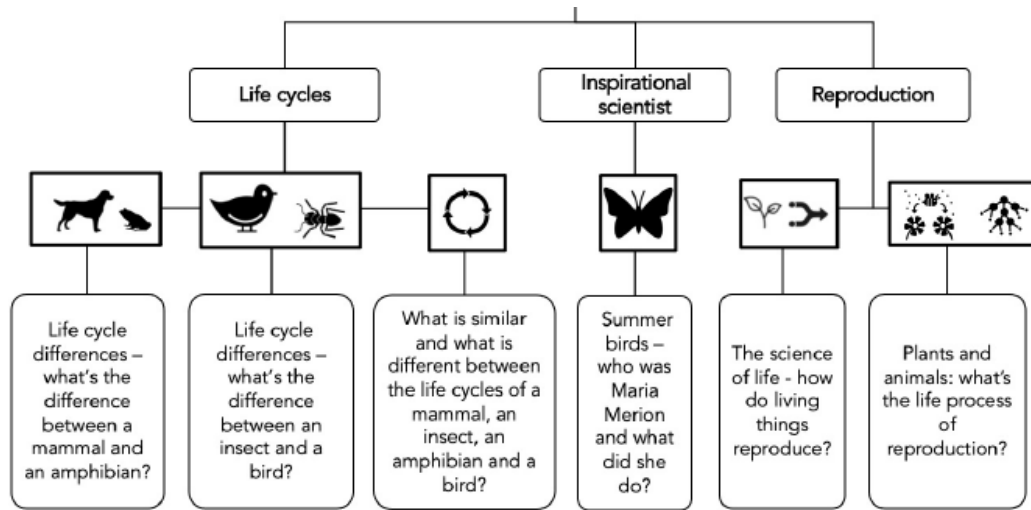 Life cycles
Inspirational
scientist
Reproduction
Life cycle
differences –
what's the
difference
between a
mammal and
an amphibian?
Life cycle
differences –
what's the
difference
between an
insect and a
bird?
What is similar
and what is
different between
the life cycles of a
mammal, an
insect, an
amphibian and a
bird?
Summer
birds –
who was
Maria
Merion
and what
did she
do?
The science
of life - how
do living
things
reproduce?
Plants and
animals: what's
the life process
of
reproduction?